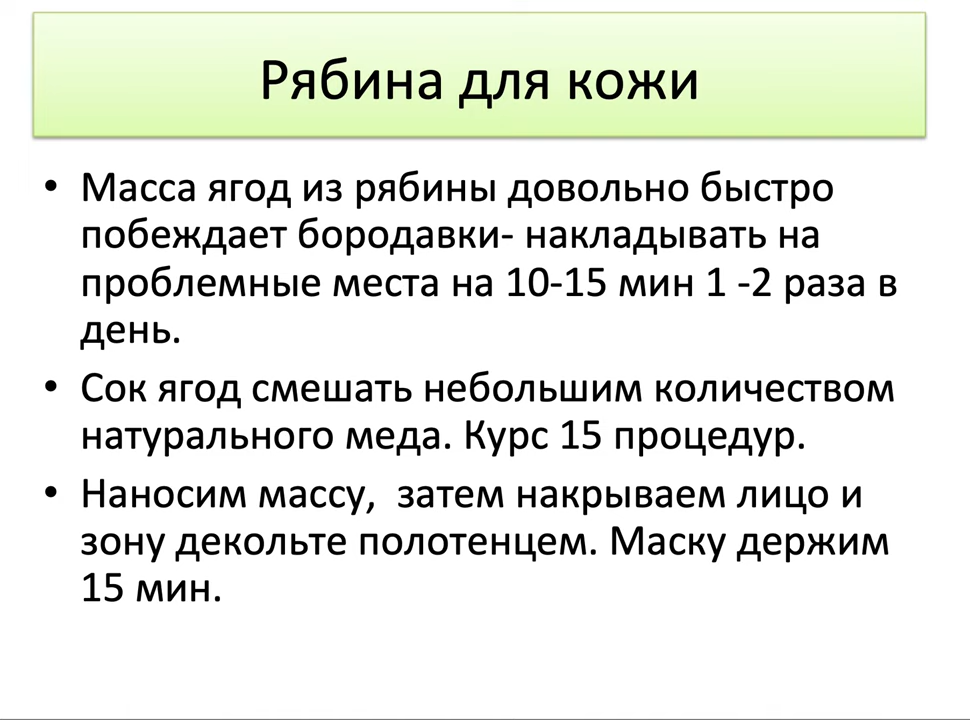 Рябина для кожи
• Масса ягод из рябины довольно быстро
побеждает бородавки- накладывать на
проблемные места на 10-15 мин 1 -2 раза в
день.
• Сок ягод смешать небольшим количеством
натурального меда. Курс 15 процедур.
• Наносим массу,  затем накрываем лицо и
зону декольте полотенцем. Маску держим
15 мин.